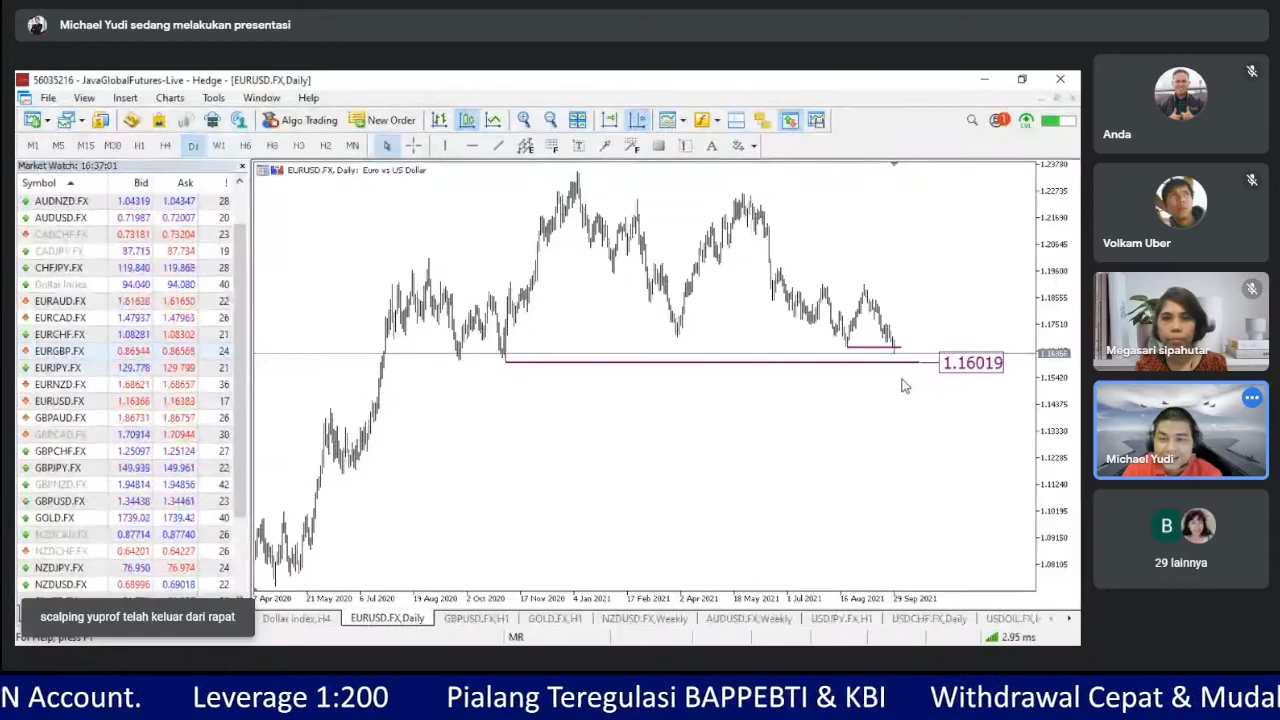 Michael Yudi sedang melakukan presentasi
56035216 - JavaGlobalFutures-Live - Hedge - [EURUSD.FX,Daily]
File View Insert Charts Tools Window Help
Algo Trading New Order
M1 M5 M15 M30 H1 H4 D1 W1 H6 H8 H3 H2 MN
Market Watch: 16:37:01
Symbol Bid Ask !
AUDNZD.FX 1.04319 1.04347 28
AUDUSD.FX 0.71987 0.72007 20
CADCHF.FX 0.73181 0.73204 23
CADJPY.FX 87.715 87.734 19
CHFJPY.FX 119.840 119.868 28
Dollar Index 94.040 94.080 40
EURAUD.FX 1.61638 1.61650 22
EURCAD.FX 1.47937 1.47963 26
EURCHF.FX 1.08281 1.08302 21
EURGBP.FX 0.86544 0.86568 24
EURJPY.FX 129.778 129.799 21
EURNZD.FX 1.68621 1.68657 36
EURUSD.FX 1.16366 1.16383 17
GBPAUD.FX 1.86731 1.86757 26
GBPCAD.FX 1.70914 1.70944 30
GBPCHF.FX 1.25097 1.25124 27
GBPJPY.FX 149.939 149.961 22
GBPNZD.FX 1.94814 1.94856 42
GBPUSD.FX 1.34438 1.34461 23
GOLD.FX 1739.02 1739.42 40
NZDCAD.FX 0.87714 0.87740 26
NZDCHF.FX 0.64201 0.64227 26
NZDJPY.FX 76.950 76.974 24
NZDUSD.FX 0.68996 0.69018 22
scalping yuprof telah keluar dari rapat
For Help, press F1
EURUSD.FX, Daily: Euro vs US Dollar
1.16019
1.23780
1.22735
1.21690
1.20645
1.19600
1.18555
1.17510
1.15420
1.14375
1.13330
1.12285
1.11240
1.10195
1.09150
1.08105
7 Apr 2020 21 May 2020 6 Jul 2020 19 Aug 2020 2 Oct 2020 17 Nov 2020 4 Jan 2021 17 Feb 2021 2 Apr 2021 18 May 2021 1 Jul 2021 16 Aug 2021 29 Sep 2021
Dollar index,H4 EURUSD.FX,Daily GBPUSD.FX,H1 GOLD.FX,H1 NZDUSD.FX,Weekly AUDUSD.FX,Weekly USDJPY.FX,H1 USDCHF.FX,Daily USDOIL.FX,H
MR 2.95 ms
Anda
Volkam Uber
Megasari sipahutar
Michael Yudi
B
29 lainnya
N Account. Leverage 1:200 Pialang Teregulasi BAPPEBTI & KBI Withdrawal Cepat & Muda